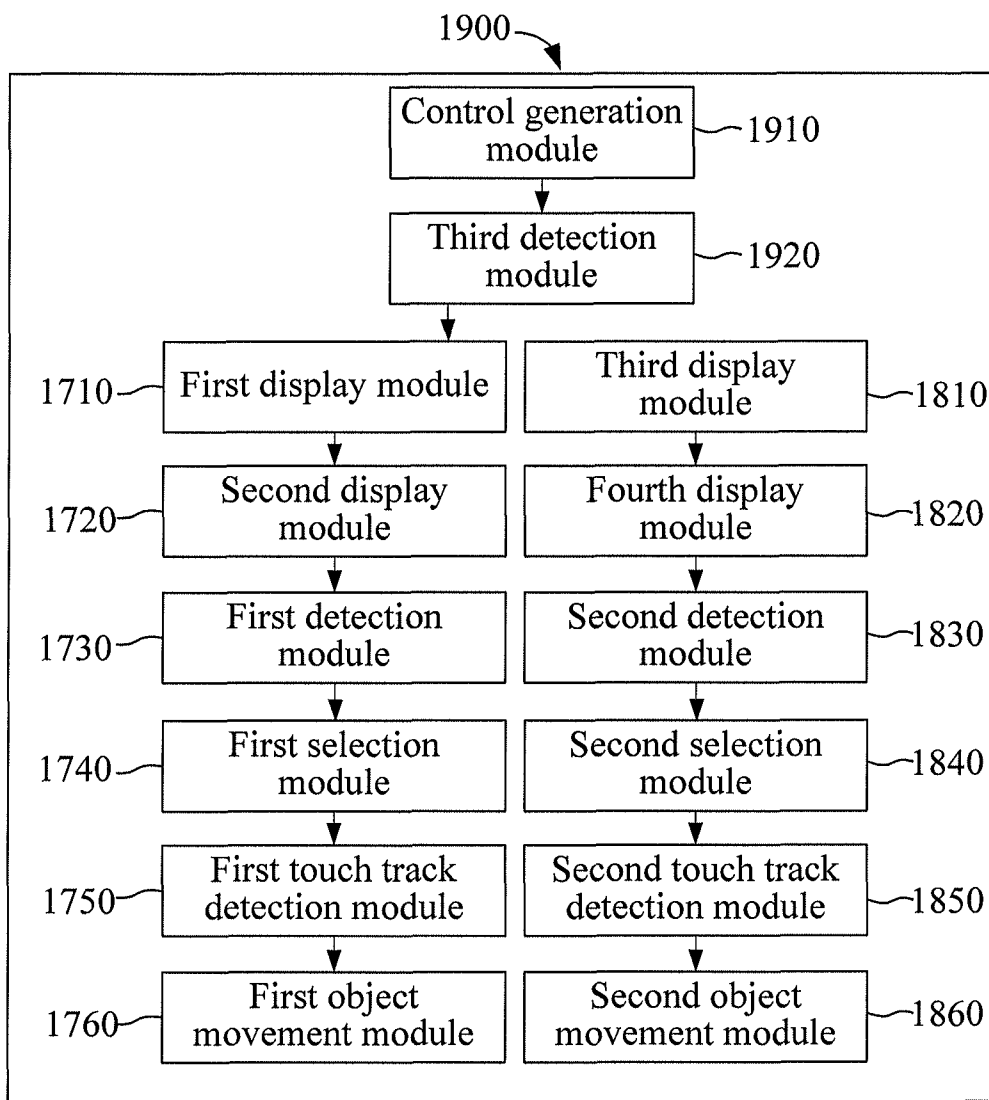 1900
Control generation
module
1910
Third detection
module
1920
1710
First display module
Third display
module
1810
1720
Second display
module
Fourth display
module
1820
1730
First detection
module
Second detection
module
1830
1740
First selection
module
Second selection
module
1840
1750
First touch track
detection module
Second touch track
detection module
1850
1760
First object
movement module
Second object
movement module
1860